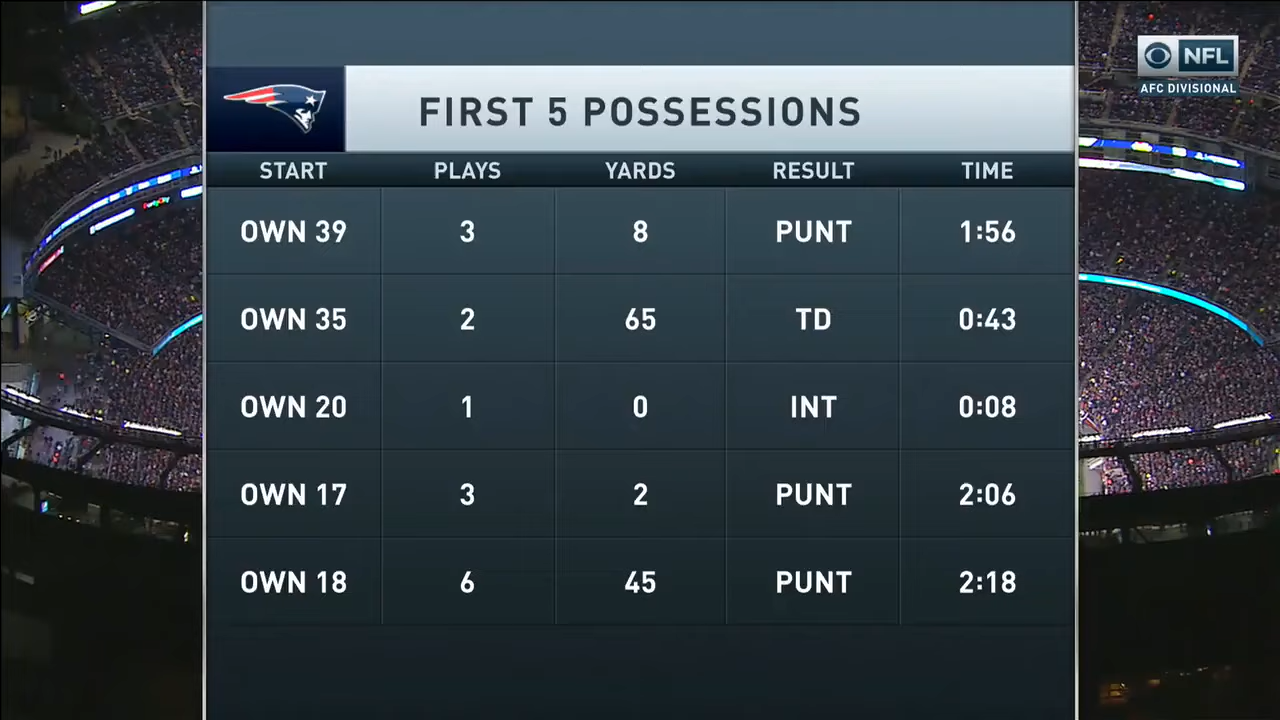 NFL
AFC DIVISIONAL
FIRST 5 POSSESSIONS
START PLAYS YARDS RESULT TIME
OWN 39 3 8 PUNT 1:56
OWN 35 2 65 TD 0:43
OWN 20 1 0 INT 0:08
OWN 17 3 2 PUNT 2:06
OWN 18 6 45 PUNT 2:18